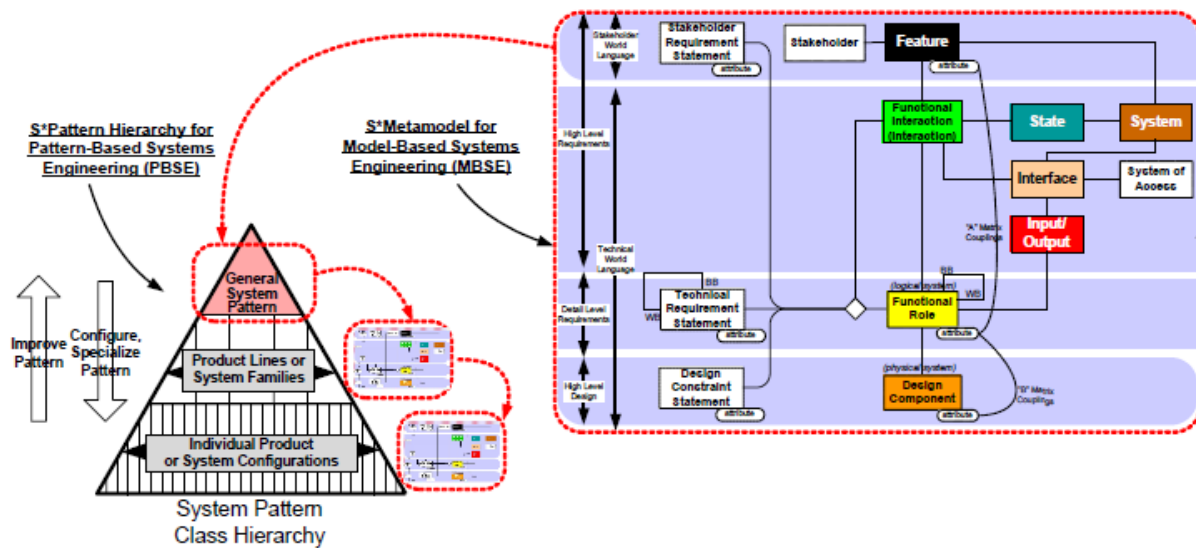 S*Pattern Hierarchy for
Pattern-Based Systems
Engineering (PBSE)
S*Metamodel for
Model-Based Systems
Engineering (MBSE)
Improve
Pattern
Configure,
Specialize
Pattern
General
System
Pattern
Product Lines or
System Families
Individual Product
or System Configurations
System Pattern
Class Hierarchy
Stakeholder
World
Language
High Level
Requirements
Technical
World
Language
Detail Level
Requirements
High Level
Design
Stakeholder
Requirement
Statement
attribute
Stakeholder
Feature
attribute
Functional
Interaction
(Interaction)
State
System
Interface
System of
Access
Input/
Output
"A" Matrix
Couplings
BB
WB
Technical
Requirement
Statement
attribute
(logical system)
Functional
Role
attribute
BB
WB
Design
Constraint
Statement
attribute
(physical system)
Design
Component
attribute
"B" Matrix
Couplings